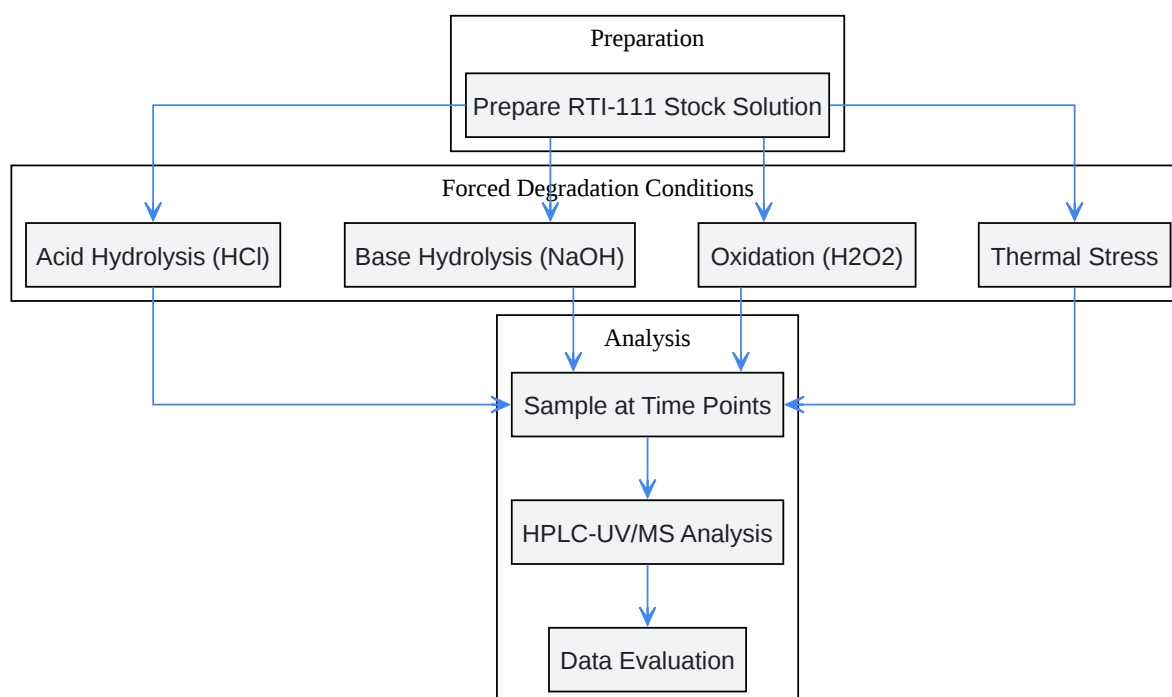 Preparation
Prepare RTI-111 Stock Solution
Forced Degradation Conditions
Acid Hydrolysis (HCl)
Base Hydrolysis (NaOH)
Oxidation (H2O2)
Thermal Stress
Analysis
Sample at Time Points
HPLC-UV/MS Analysis
Data Evaluation